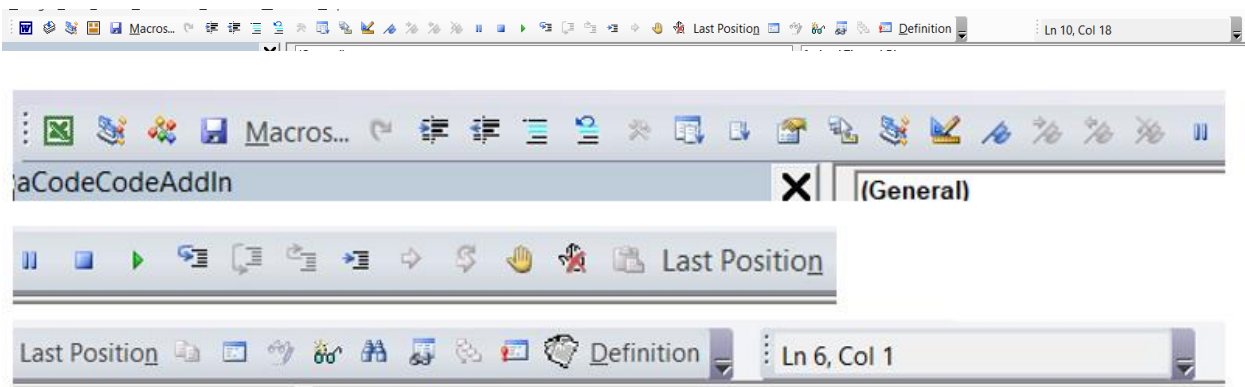 Macros... Last Position Definition Ln 10, Col 18
Macros...
aCodeCodeAddIn (General)
Last Position
Last Position Definition Ln 6, Col 1